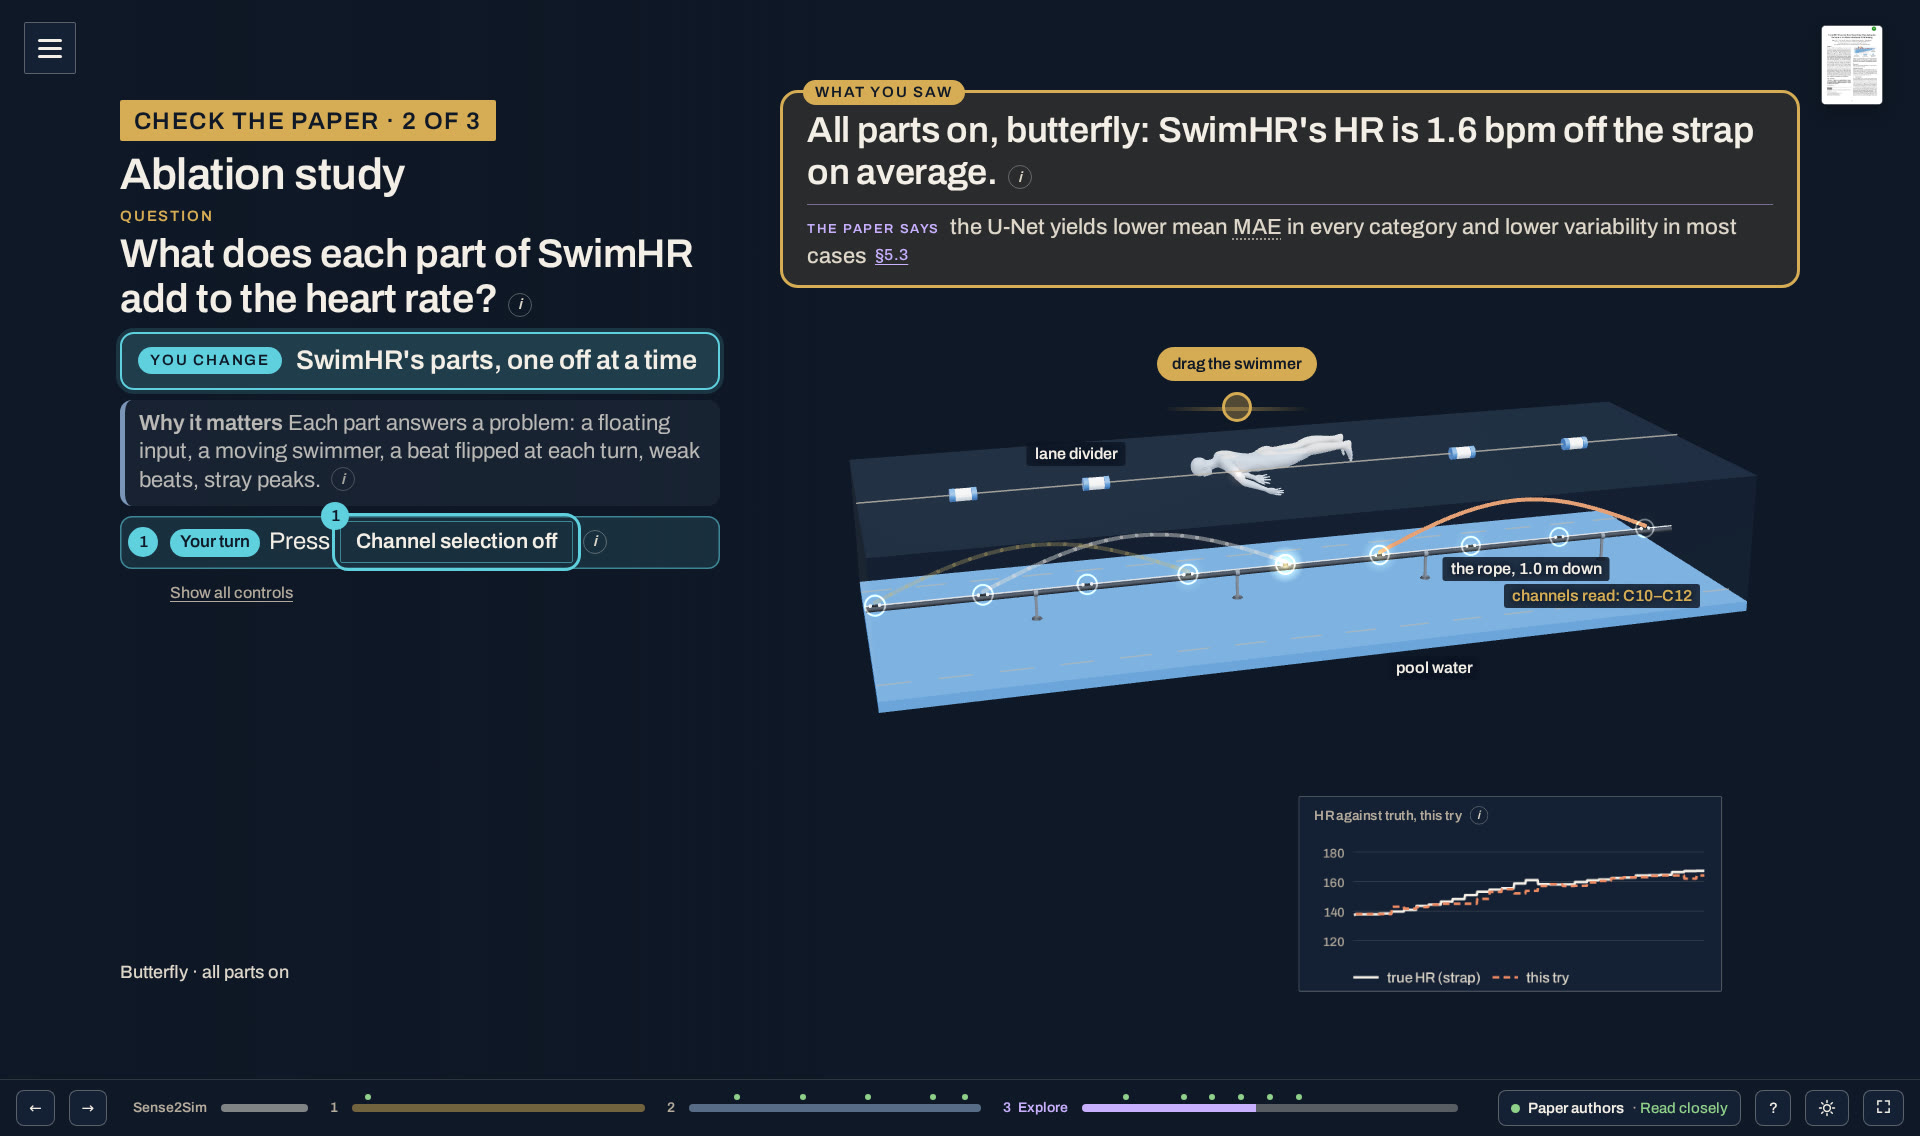 CHECK THE PAPER · 2 OF 3
Ablation study
QUESTION
What does each part of SwimHR
add to the heart rate? i
YOU CHANGE SwimHR's parts, one off at a time
Why it matters Each part answers a problem: a floating
input, a moving swimmer, a beat flipped at each turn, weak
beats, stray peaks. i
1
1 Your turn Press Channel selection off i
Show all controls
Butterfly · all parts on
WHAT YOU SAW
All parts on, butterfly: SwimHR's HR is 1.6 bpm off the strap
on average. i
THE PAPER SAYS the U-Net yields lower mean MAE in every category and lower variability in most
cases §5.3
drag the swimmer
lane divider
the rope, 1.0 m down
channels read: C10–C12
pool water
HR against truth, this try i
180
160
140
120
true HR (strap) this try
← → Sense2Sim 1 2 3 Explore Paper authors · Read closely ?